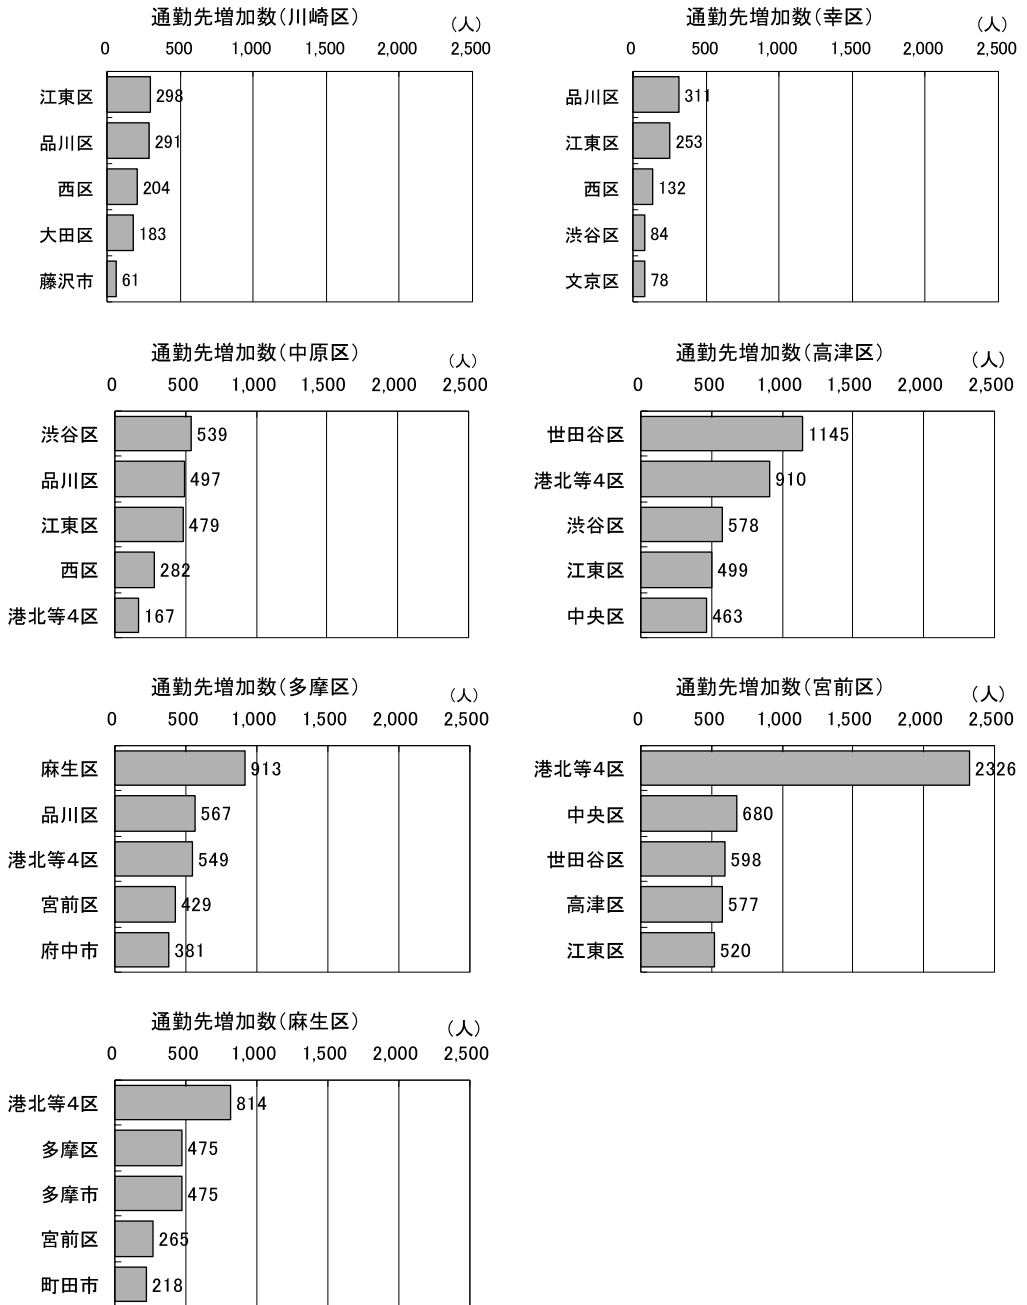 通勤先増加数(川崎区)
(人)
0 500 1,000 1,500 2,000 2,500
江東区 298
品川区 291
西区 204
大田区 183
藤沢市 61
通勤先増加数(幸区)
(人)
0 500 1,000 1,500 2,000 2,500
品川区 311
江東区 253
西区 132
渋谷区 84
文京区 78
通勤先増加数(中原区)
(人)
0 500 1,000 1,500 2,000 2,500
渋谷区 539
品川区 497
江東区 479
西区 282
港北等4区 167
通勤先増加数(高津区)
(人)
0 500 1,000 1,500 2,000 2,500
世田谷区 1145
港北等4区 910
渋谷区 578
江東区 499
中央区 463
通勤先増加数(多摩区)
(人)
0 500 1,000 1,500 2,000 2,500
麻生区 913
品川区 567
港北等4区 549
宮前区 429
府中市 381
通勤先増加数(宮前区)
(人)
0 500 1,000 1,500 2,000 2,500
港北等4区 2326
中央区 680
世田谷区 598
高津区 577
江東区 520
通勤先増加数(麻生区)
(人)
0 500 1,000 1,500 2,000 2,500
港北等4区 814
多摩区 475
多摩市 475
宮前区 265
町田市 218